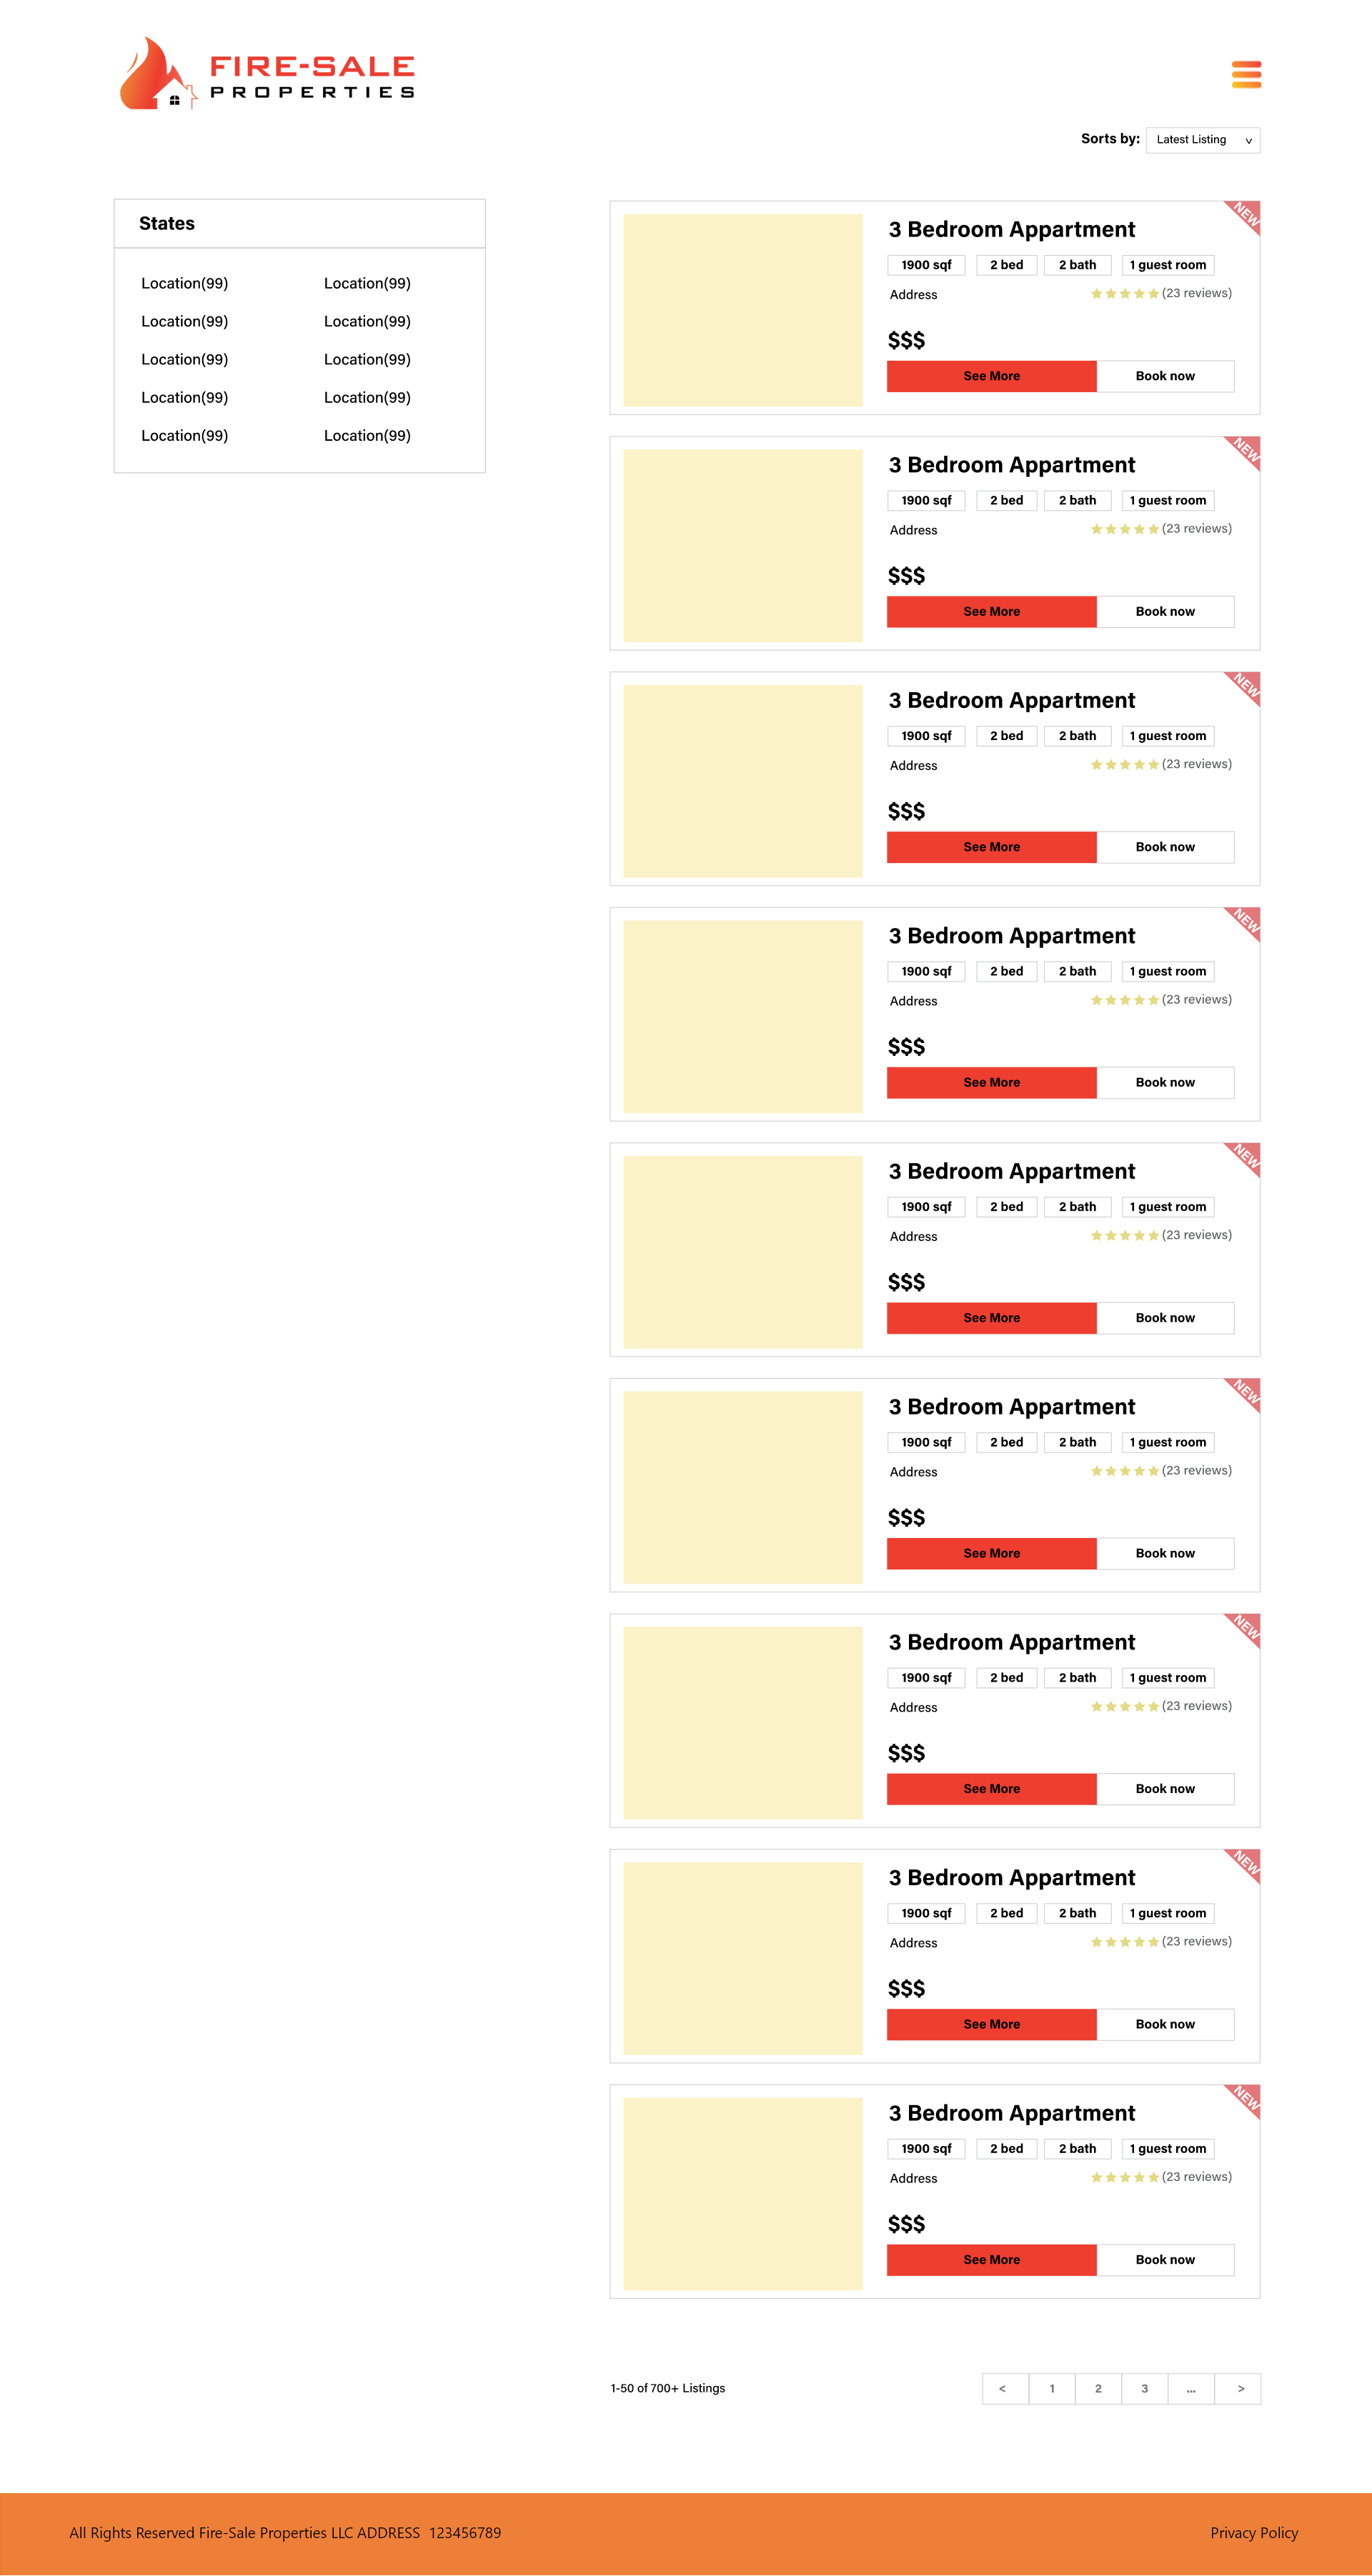 FIRE-SALE
PROPERTIES
Sorts by: Latest Listing v
States
Location(99) Location(99)
Location(99) Location(99)
Location(99) Location(99)
Location(99) Location(99)
Location(99) Location(99)
NEW
3 Bedroom Appartment
1900 sqf 2 bed 2 bath 1 guest room
Address (23 reviews)
$$$
See More Book now
NEW
3 Bedroom Appartment
1900 sqf 2 bed 2 bath 1 guest room
Address (23 reviews)
$$$
See More Book now
NEW
3 Bedroom Appartment
1900 sqf 2 bed 2 bath 1 guest room
Address (23 reviews)
$$$
See More Book now
NEW
3 Bedroom Appartment
1900 sqf 2 bed 2 bath 1 guest room
Address (23 reviews)
$$$
See More Book now
NEW
3 Bedroom Appartment
1900 sqf 2 bed 2 bath 1 guest room
Address (23 reviews)
$$$
See More Book now
NEW
3 Bedroom Appartment
1900 sqf 2 bed 2 bath 1 guest room
Address (23 reviews)
$$$
See More Book now
NEW
3 Bedroom Appartment
1900 sqf 2 bed 2 bath 1 guest room
Address (23 reviews)
$$$
See More Book now
NEW
3 Bedroom Appartment
1900 sqf 2 bed 2 bath 1 guest room
Address (23 reviews)
$$$
See More Book now
NEW
3 Bedroom Appartment
1900 sqf 2 bed 2 bath 1 guest room
Address (23 reviews)
$$$
See More Book now
1-50 of 700+ Listings < 1 2 3 ... >
All Rights Reserved Fire-Sale Properties LLC ADDRESS 123456789 Privacy Policy